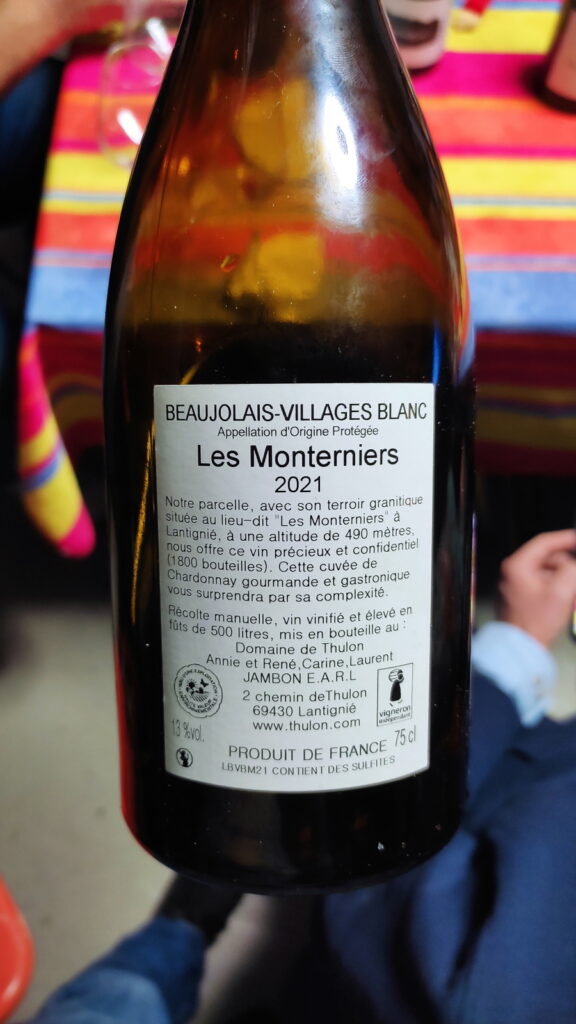 BEAUJOLAIS-VILLAGES BLANC
Appellation d'Origine Protégée
Les Monterniers
2021
Notre parcelle, avec son terroir granitique
située au lieu-dit "Les Monterniers" à
Lantignié, à une altitude de 490 mètres,
nous offre ce vin précieux et confidentiel
(1800 bouteilles). Cette cuvée de
Chardonnay gourmande et gastronique
vous surprendra par sa complexité.
Récolte manuelle, vin vinifié et élevé en
fûts de 500 litres, mis en bouteille au :
Domaine de Thulon
Annie et René,Carine,Laurent
JAMBON E.A.R.L
2 chemin deThulon
69430 Lantignié
www.thulon.com
vigneron
indépendant
13 %vol.
75 cl
PRODUIT DE FRANCE
LBVBM21 CONTIENT DES SULFITES